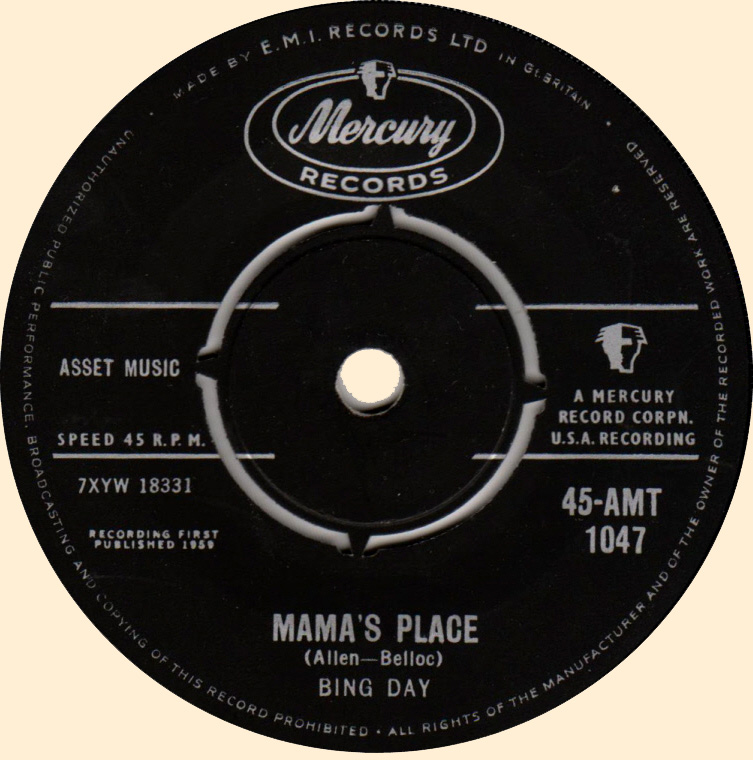 MADE BY E.M.I. RECORDS LTD IN GT.BRITAIN
Mercury
RECORDS
ASSET MUSIC
SPEED 45 R.P.M.
A MERCURY
RECORD CORPN.
U.S.A. RECORDING
7XYW 18331
45-AMT
1047
RECORDING FIRST
PUBLISHED 1959
MAMA'S PLACE
(Allen—Belloc)
BING DAY
UNAUTHORIZED PUBLIC PERFORMANCE, BROADCASTING AND COPYING OF THIS RECORD PROHIBITED • ALL RIGHTS OF THE MANUFACTURER AND OF THE OWNER OF THE RECORDED WORK ARE RESERVED